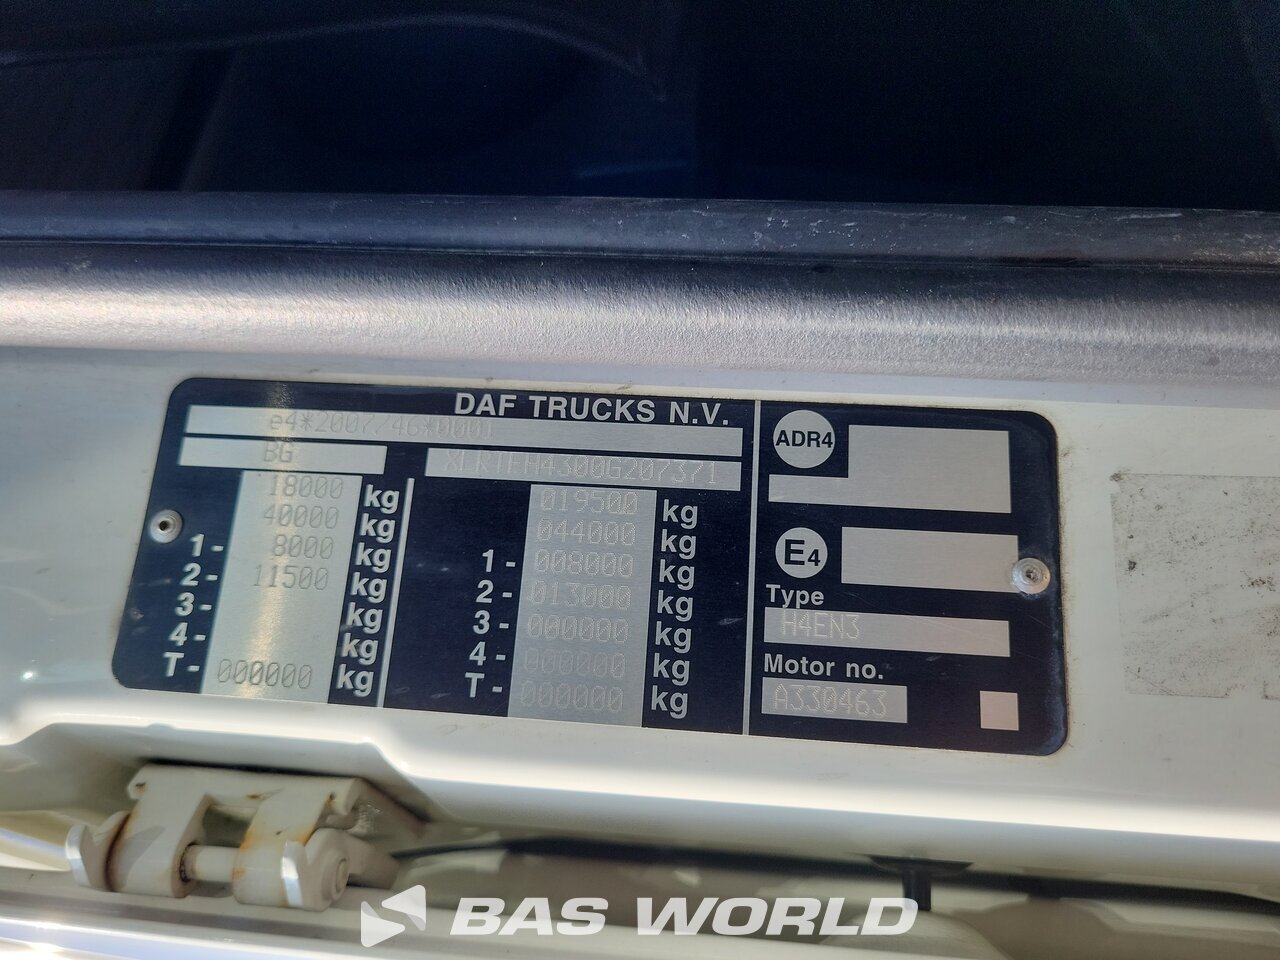 DAF TRUCKS N.V.
e4*2007/46*0001
BG
XLRTEM4300G207371
18000 kg
40000 kg
1- 8000 kg
2- 11500 kg
3- kg
4- kg
T- 000000 kg
019500 kg
044000 kg
1- 008000 kg
2- 013000 kg
3- 000000 kg
4- 000000 kg
T- 000000 kg
ADR4
E4
Type
H4EN3
Motor no.
A330463
BAS WORLD